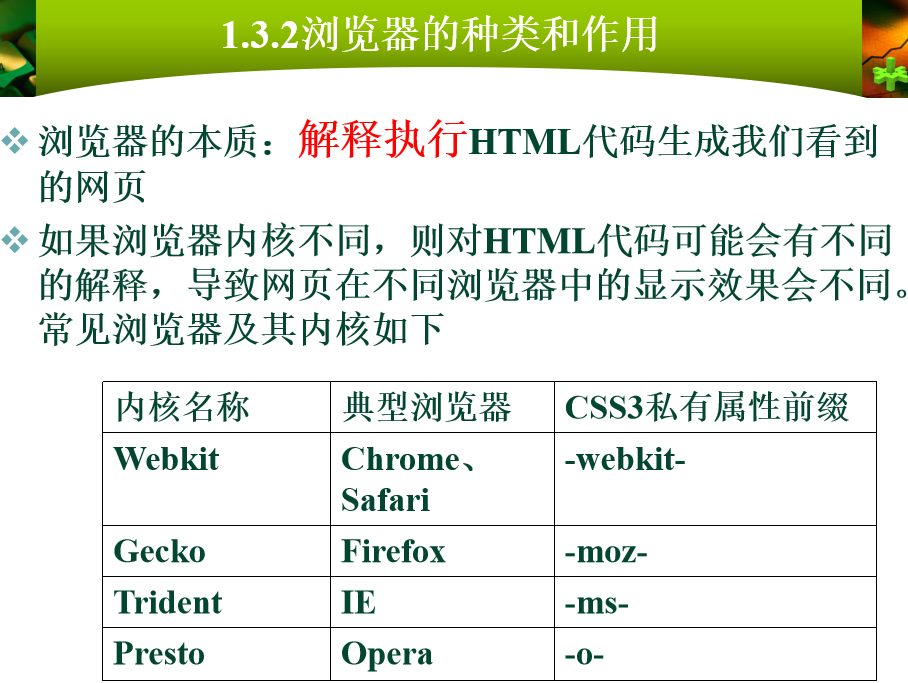 1.3.2浏览器的种类和作用
浏览器的本质：解释执行HTML代码生成我们看到
的网页
如果浏览器内核不同，则对HTML代码可能会有不同
的解释，导致网页在不同浏览器中的显示效果会不同。
常见浏览器及其内核如下
内核名称 典型浏览器 CSS3私有属性前缀
Webkit Chrome、 -webkit-
Safari
Gecko Firefox -moz-
Trident IE -ms-
Presto Opera -o-